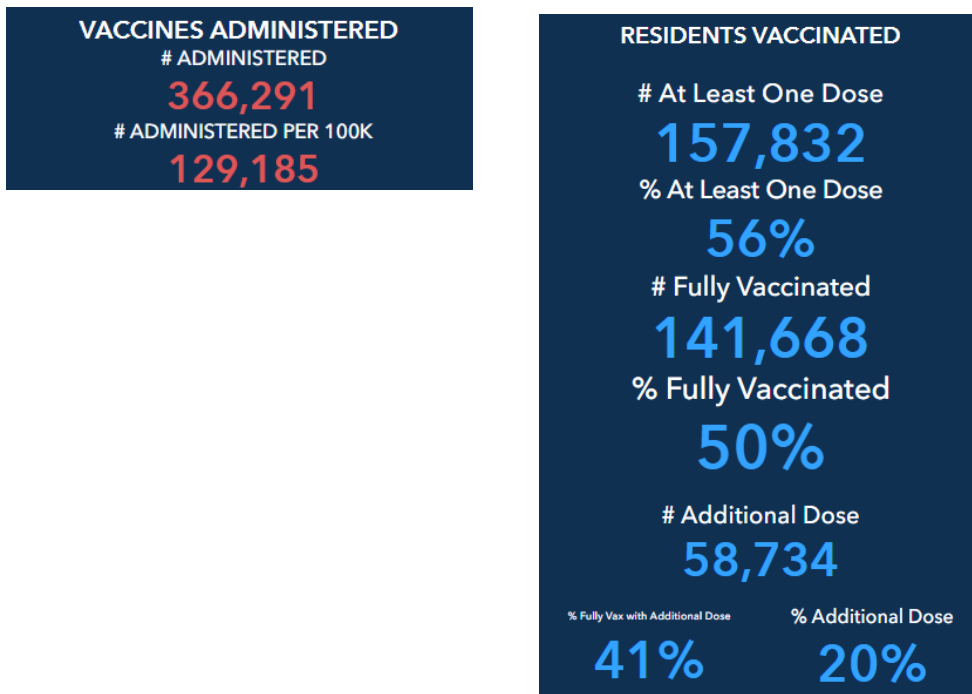 VACCINES ADMINISTERED
# ADMINISTERED
366,291
# ADMINISTERED PER 100K
129,185
RESIDENTS VACCINATED
# At Least One Dose
157,832
% At Least One Dose
56%
# Fully Vaccinated
141,668
% Fully Vaccinated
50%
# Additional Dose
58,734
% Fully Vax with Additional Dose
41%
% Additional Dose
20%